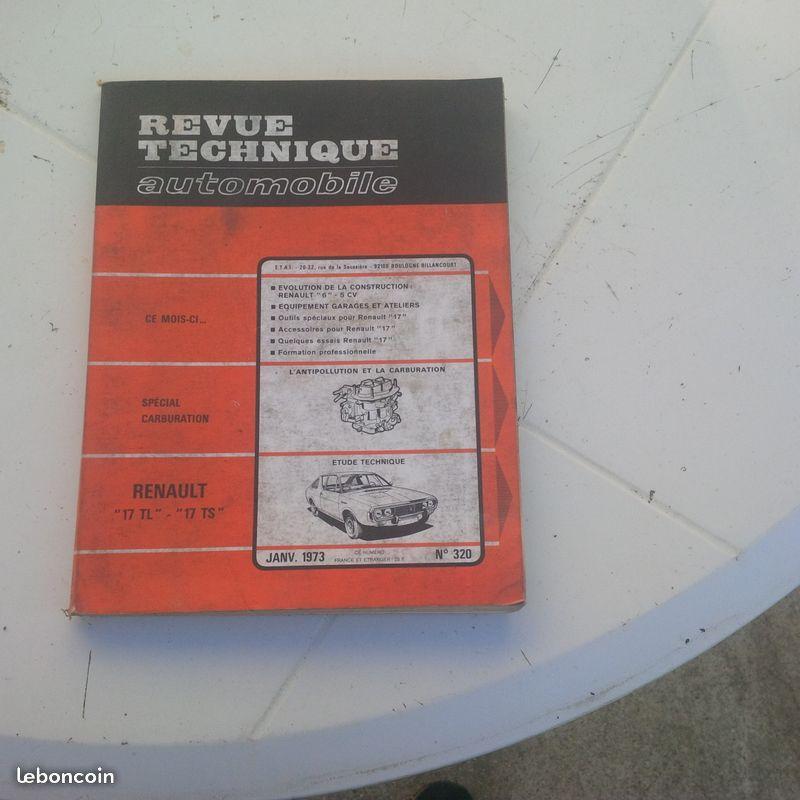 REVUE
TECHNIQUE
automobile
E.T.A.I. - 20-22, rue de la Saussière - 92100 BOULOGNE BILLANCOURT
CE MOIS-CI...
■ EVOLUTION DE LA CONSTRUCTION :
RENAULT "6" - 5 CV
■ EQUIPEMENT GARAGES ET ATELIERS
■ Outils spéciaux pour Renault "17"
■ Accessoires pour Renault "17"
■ Quelques essais Renault "17"
■ Formation professionnelle
SPÉCIAL
CARBURATION
L'ANTIPOLLUTION ET LA CARBURATION
RENAULT
"17 TL" - "17 TS"
ETUDE TECHNIQUE
JANV. 1973
CE NUMÉRO
FRANCE ET ETRANGER : F
N° 320
leboncoin